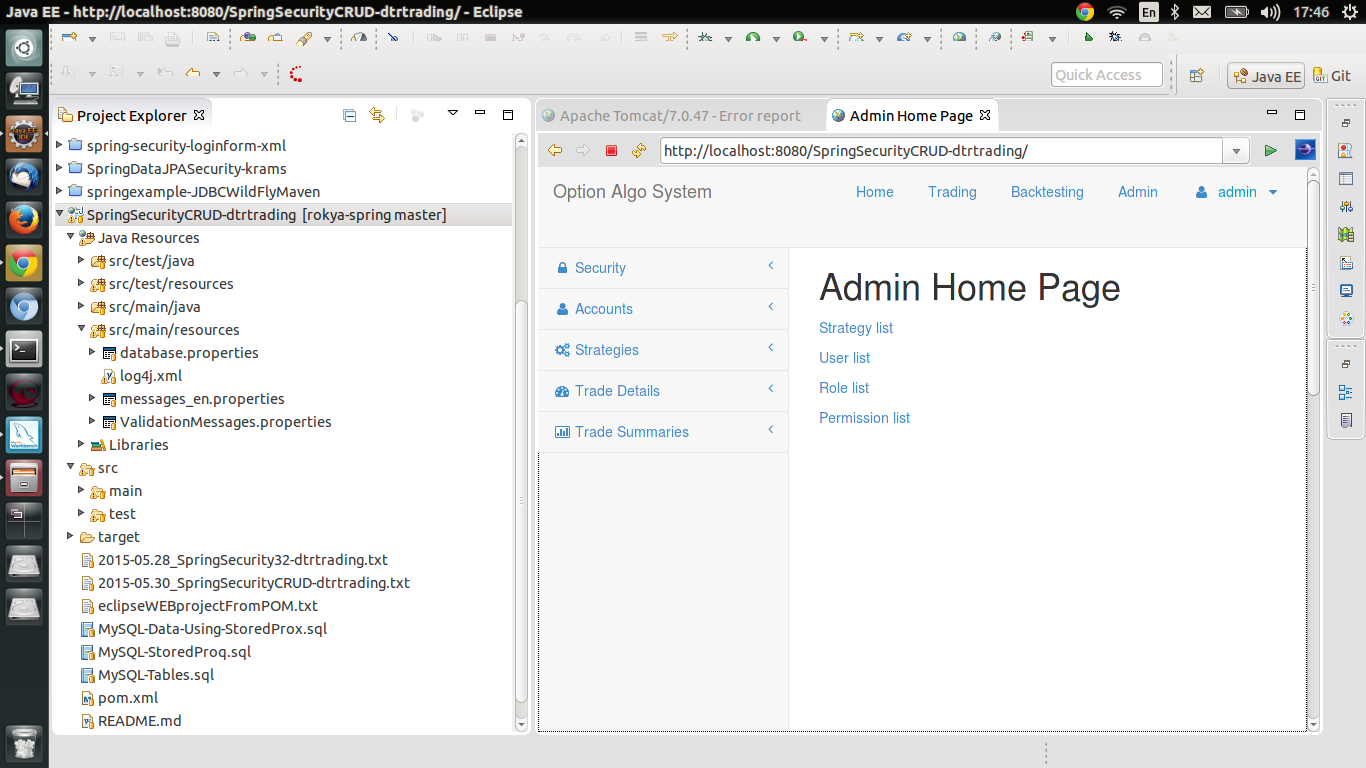 Java EE - http://localhost:8080/SpringSecurityCRUD-dtrtrading/ - Eclipse
En
17:46
Quick Access
Java EE
Git
Project Explorer
spring-security-loginform-xml
SpringDataJPASecurity-krams
springexample-JDBCWildFlyMaven
SpringSecurityCRUD-dtrtrading [rokya-spring master]
Java Resources
src/test/java
src/test/resources
src/main/java
src/main/resources
database.properties
log4j.xml
messages_en.properties
ValidationMessages.properties
Libraries
src
main
test
target
2015-05.28_SpringSecurity32-dtrtrading.txt
2015-05.30_SpringSecurityCRUD-dtrtrading.txt
eclipseWEBprojectFromPOM.txt
MySQL-Data-Using-StoredProx.sql
MySQL-StoredProq.sql
MySQL-Tables.sql
pom.xml
README.md
Apache Tomcat/7.0.47 - Error report
Admin Home Page
http://localhost:8080/SpringSecurityCRUD-dtrtrading/
Option Algo System
Home
Trading
Backtesting
Admin
admin
Security
Accounts
Strategies
Trade Details
Trade Summaries
Admin Home Page
Strategy list
User list
Role list
Permission list